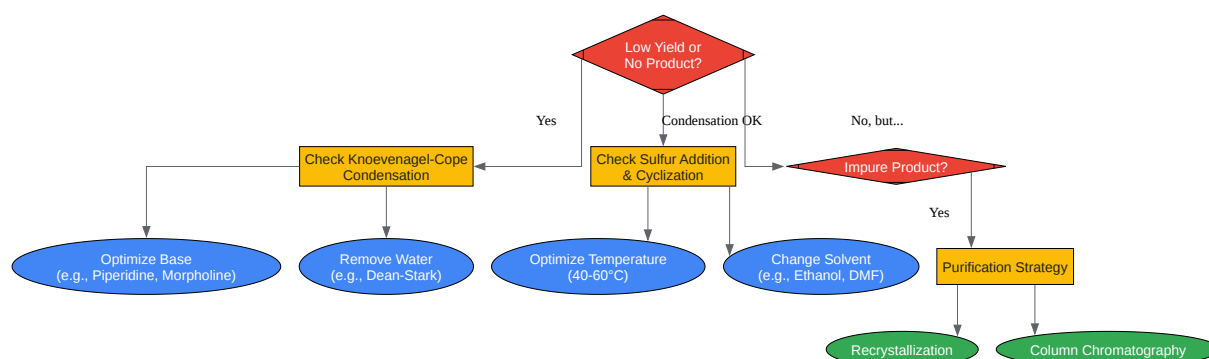 Low Yield or
No Product?
Yes
Condensation OK
No, but...
Check Knoevenagel-Cope
Condensation
Check Sulfur Addition
& Cyclization
Impure Product?
Yes
Optimize Base
(e.g., Piperidine, Morpholine)
Remove Water
(e.g., Dean-Stark)
Optimize Temperature
(40-60°C)
Change Solvent
(e.g., Ethanol, DMF)
Purification Strategy
Recrystallization
Column Chromatography